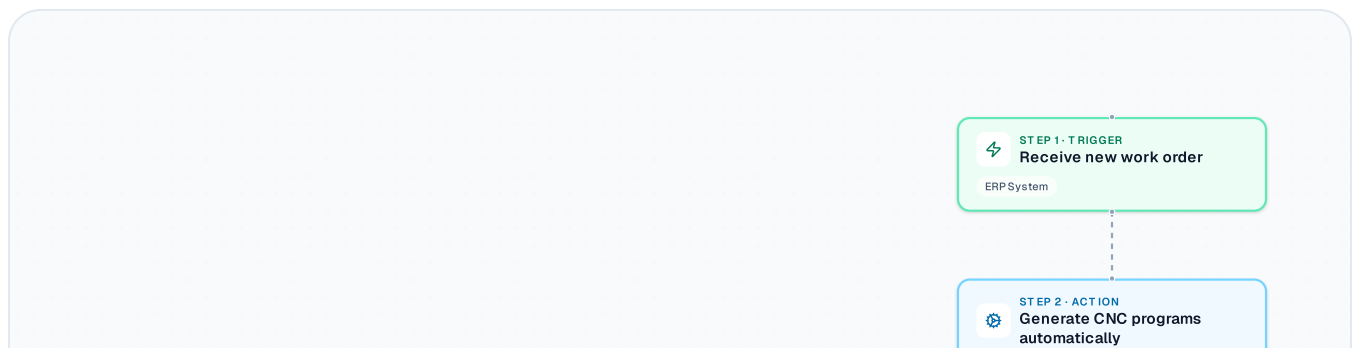 STEP 1 · TRIGGER
Receive new work order
ERP System
STEP 2 · ACTION
Generate CNC programs
automatically